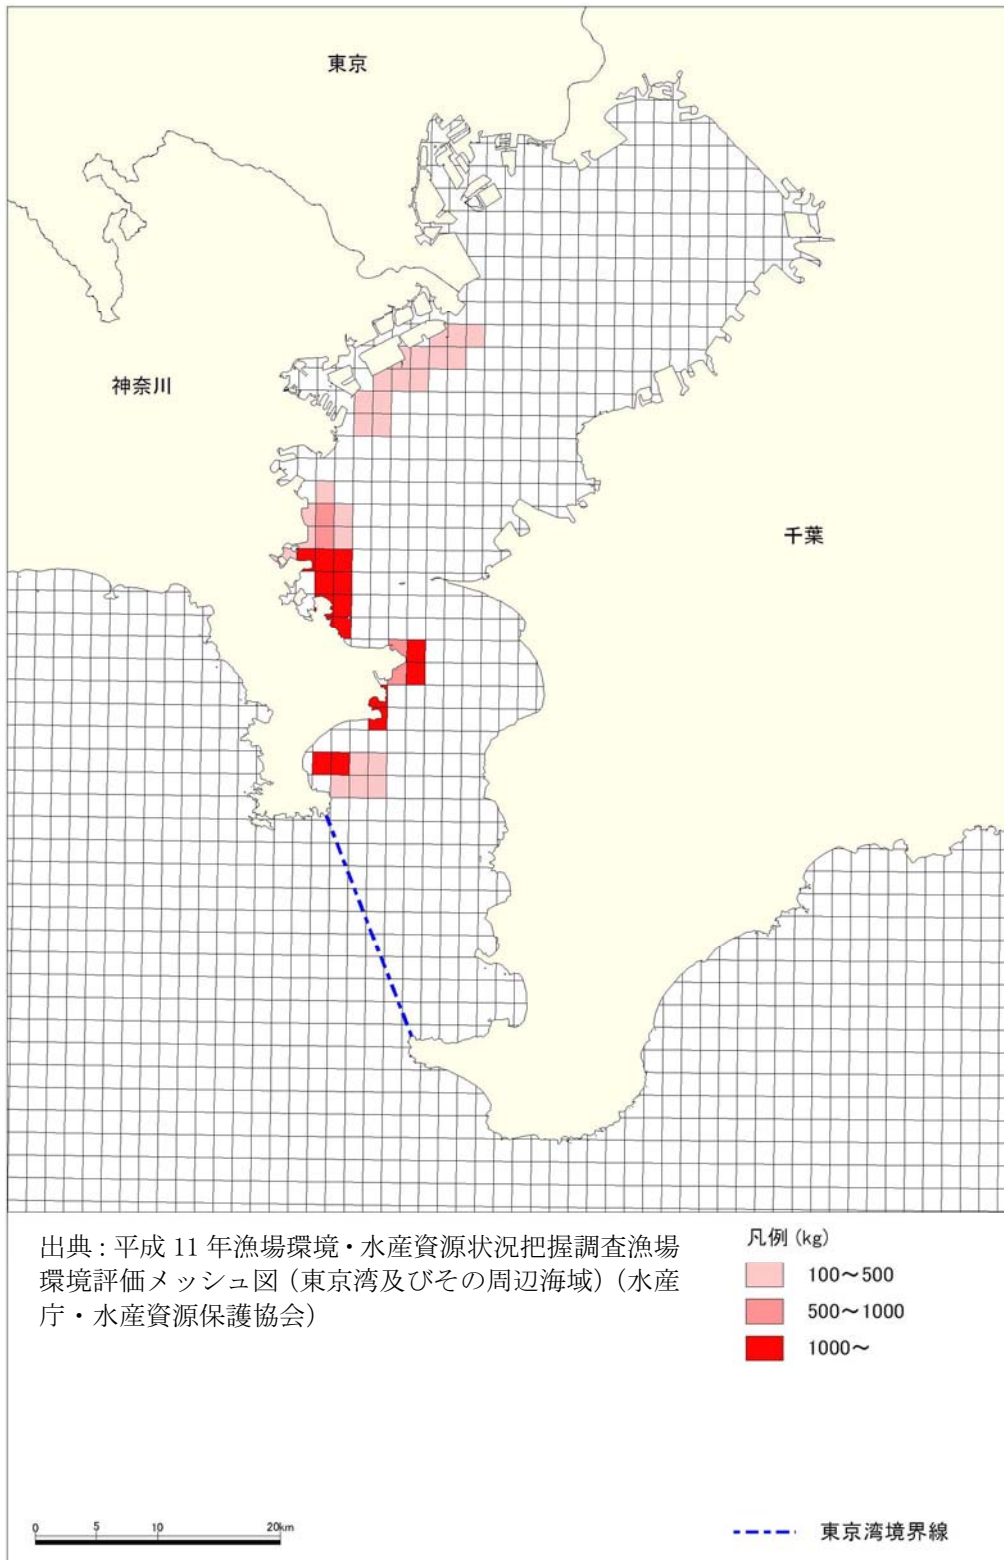 東京
神奈川
千葉
出典：平成 11 年漁場環境・水産資源状況把握調査漁場
環境評価メッシュ図（東京湾及びその周辺海域）（水産
庁・水産資源保護協会）
凡例 (kg)
100～500
500～1000
1000～
0 5 10 20km
東京湾境界線